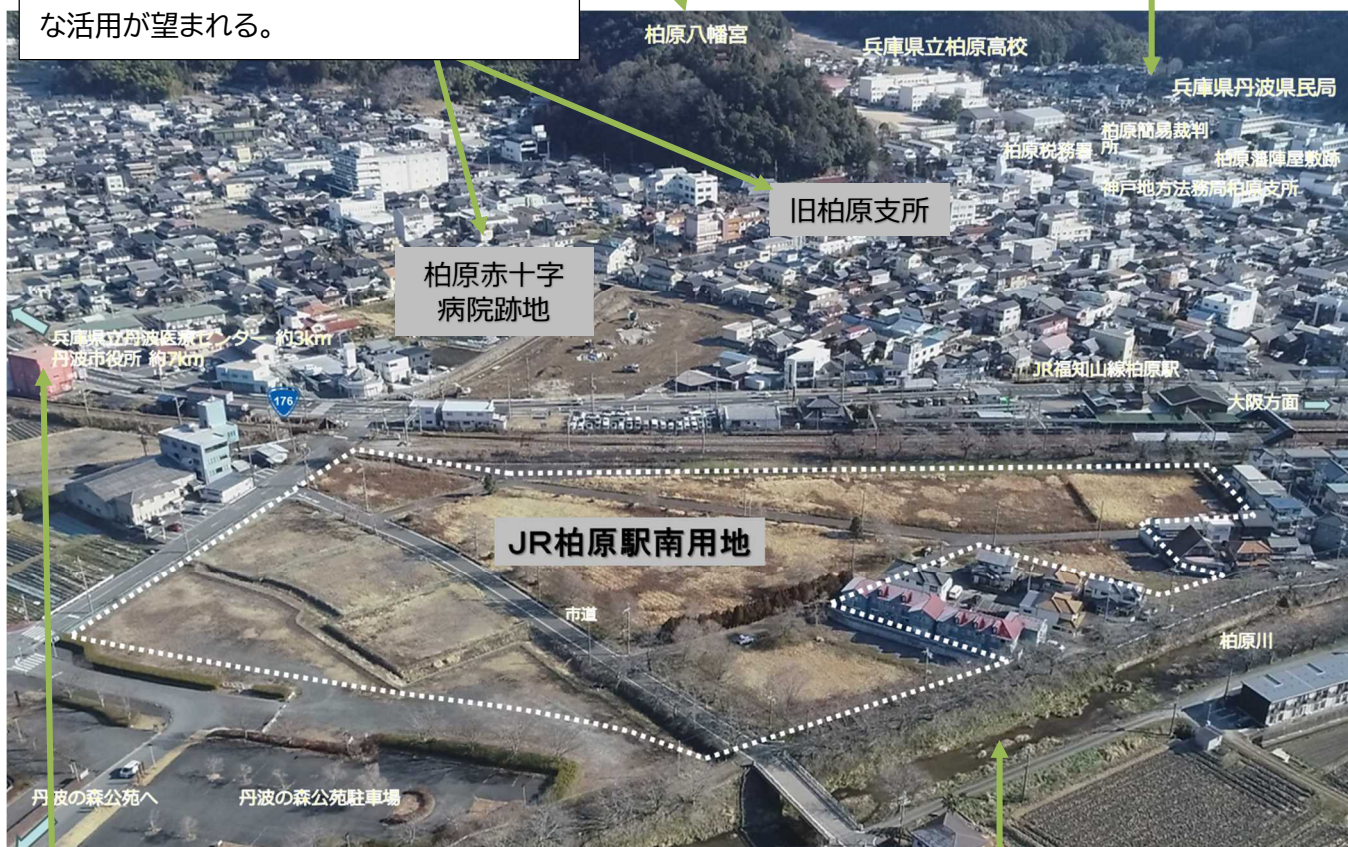 な活用が望まれる。
柏原八幡宮
兵庫県立柏原高校
兵庫県丹波県民局
柏原簡易裁判
所
柏原税務署
柏原藩陣屋敷跡
神戸地方法務局柏原支所
旧柏原支所
柏原赤十字
病院跡地
兵庫県立丹波医療センター 約3km
丹波市役所 約7km
JR福知山線柏原駅
176
大阪方面
JR柏原駅南用地
市道
柏原川
丹波の森公苑へ
丹波の森公苑駐車場